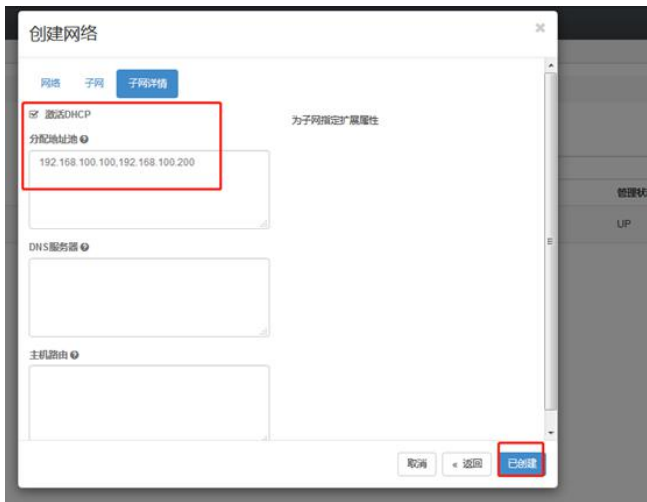 创建网络
×
网络 子网 子网详情
激活DHCP
为子网指定扩展属性
分配地址池
192.168.100.100,192.168.100.200
管理状
UP
DNS服务器
主机路由
取消 « 返回 已创建